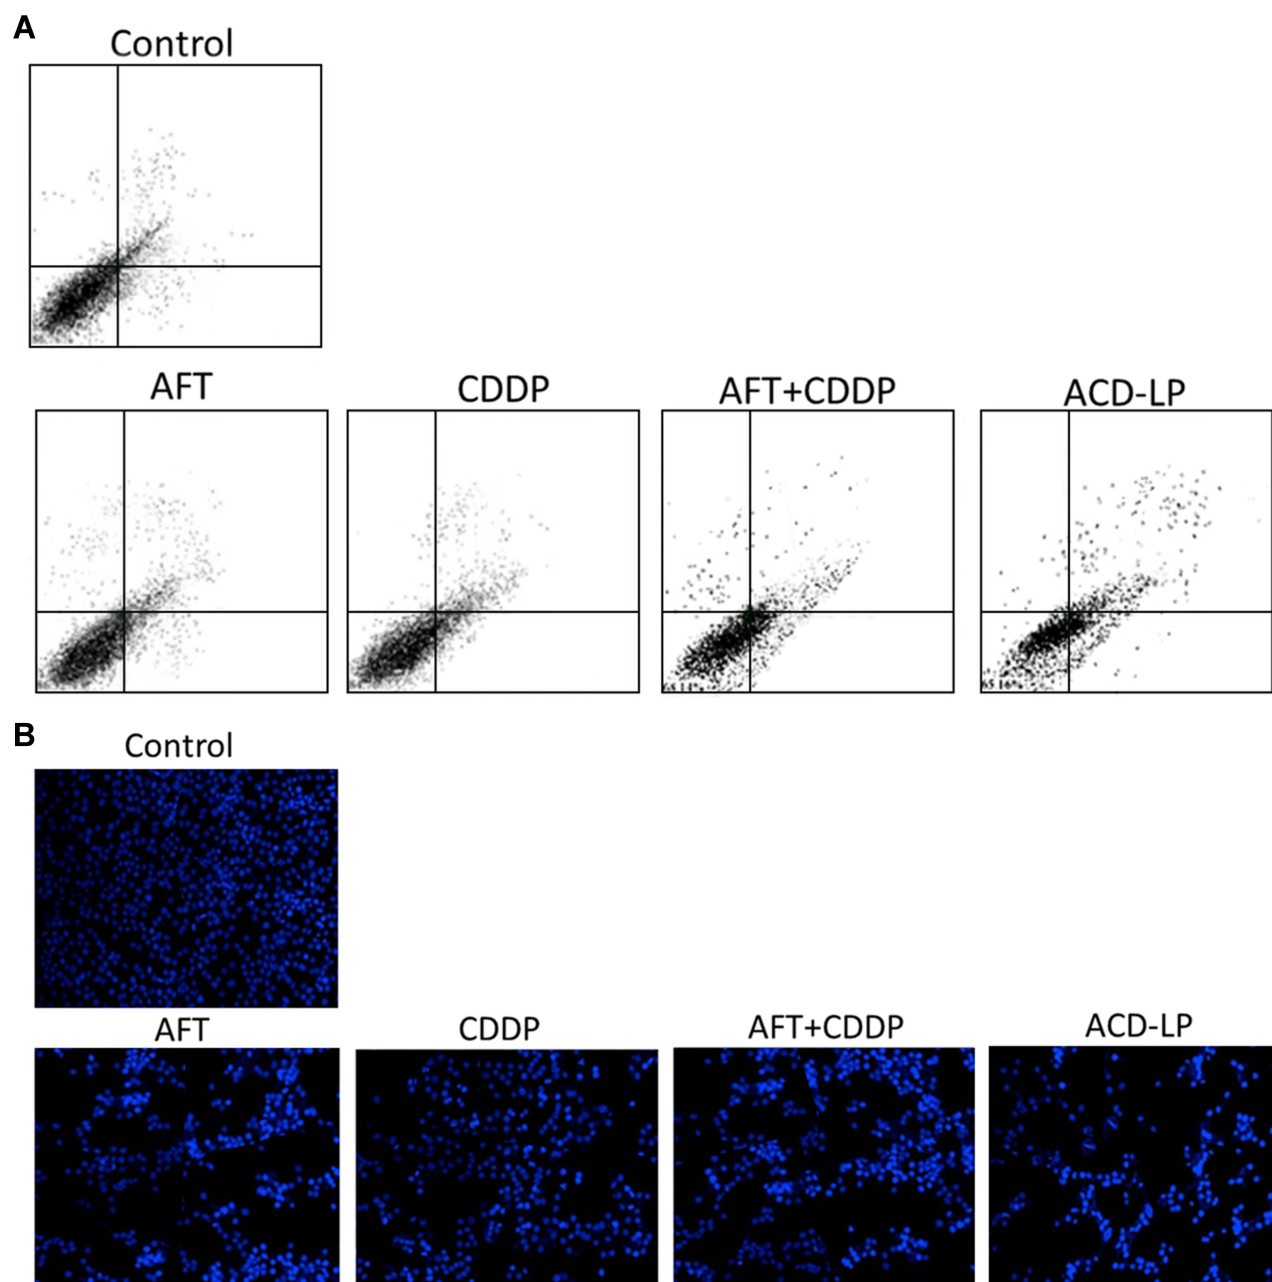 A
Control
AFT
CDDP
AFT+CDDP
ACD-LP
B
Control
AFT
CDDP
AFT+CDDP
ACD-LP